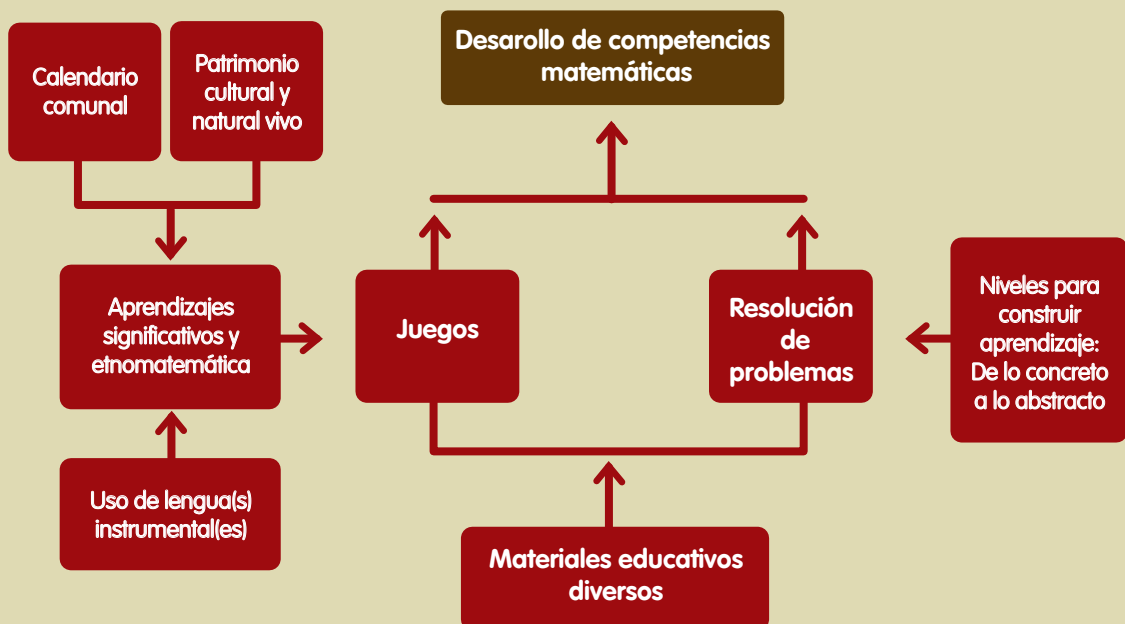 Calendario
comunal
Patrimonio
cultural y
natural vivo
Desarollo de competencias
matemáticas
Aprendizajes
significativos y
etnomatemática
Juegos
Resolución
de
problemas
Niveles para
construir
aprendizaje:
De lo concreto
a lo abstracto
Uso de lengua(s)
instrumental(es)
Materiales educativos
diversos